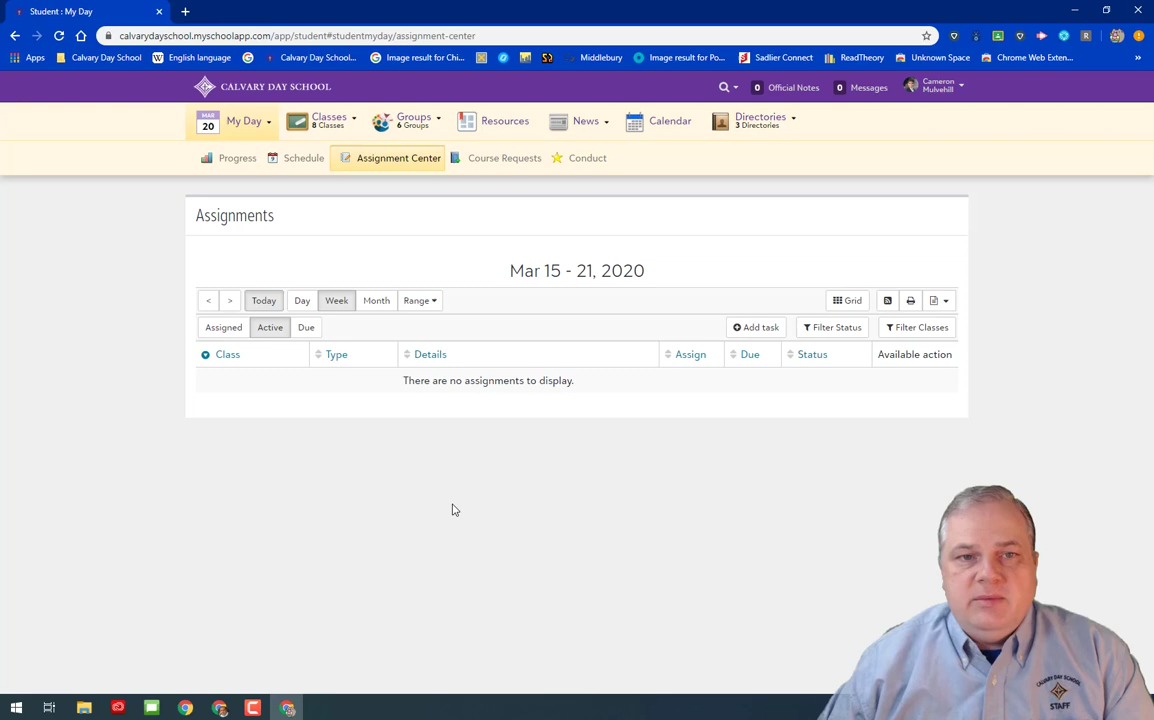 Student : My Day
calvarydayschool.myschoolapp.com/app/student#studentmyday/assignment-center
Apps Calvary Day School English language G Calvary Day School... Image result for Chi... Middlebury Image result for Po... Sadlier Connect ReadTheory Unknown Space Chrome Web Exten... »
CALVARY DAY SCHOOL 0 Official Notes 0 Messages Cameron Mulvehill
MAR 20 My Day Classes 8 Classes Groups 6 Groups Resources News Calendar Directories 3 Directories
Progress Schedule Assignment Center Course Requests Conduct
Assignments
Mar 15 - 21, 2020
< > Today Day Week Month Range Grid
Assigned Active Due Add task Filter Status Filter Classes
Class Type Details Assign Due Status Available action
There are no assignments to display.
CALVARY DAY SCHOOL
STAFF